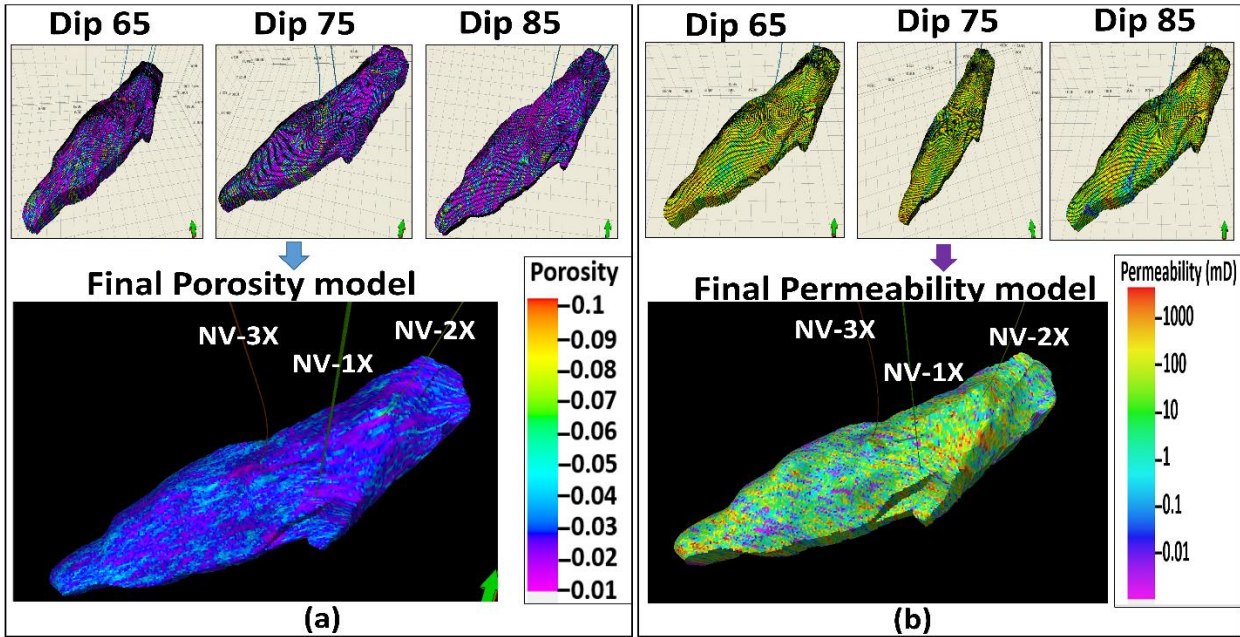 Dip 65 Dip 75 Dip 85
Final Porosity model
NV-3X
NV-1X
NV-2X
Porosity
0.1
0.09
0.08
0.07
0.06
0.05
0.04
0.03
0.02
0.01
(a)
Dip 65 Dip 75 Dip 85
Final Permeability model
NV-3X
NV-1X
NV-2X
Permeability (mD)
1000
100
10
1
0.1
0.01
(b)